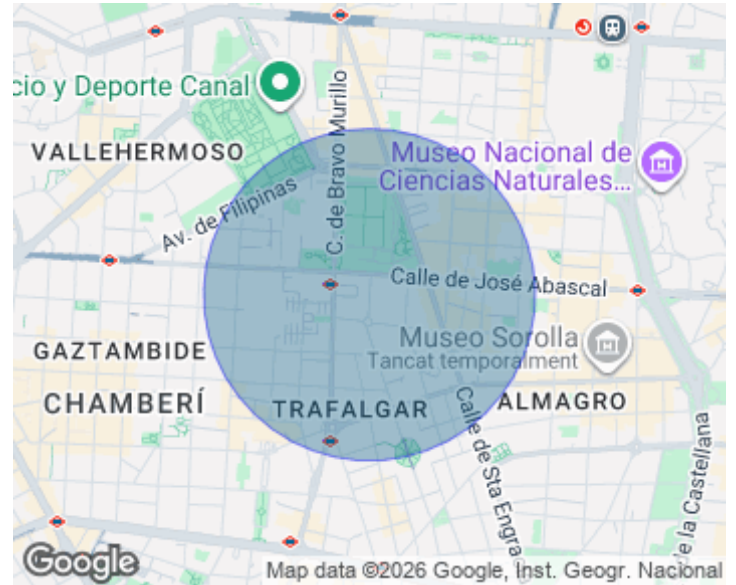 cio y Deporte Canal
VALLEHERMOSO
C. de Bravo Murillo
Museo Nacional de
Ciencias Naturales...
Av. de Filipinas
Calle de José Abascal
GAZTAMBIDE
Museo Sorolla
Tancat temporalment
CHAMBERÍ
TRAFALGAR
ALMAGRO
Calle de Sta Engra
de la Castellana
Google
Map data ©2026 Google, Inst. Geogr. Nacional